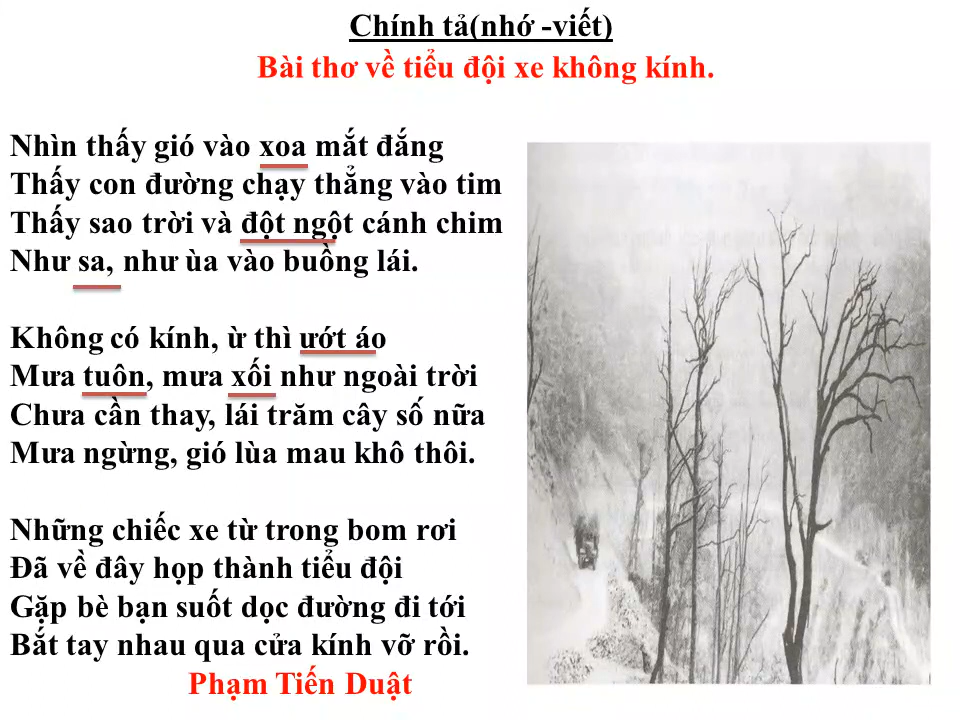 Chính tả(nhớ -viết)
Bài thơ về tiểu đội xe không kính.
Nhìn thấy gió vào xoa mắt đắng
Thấy con đường chạy thẳng vào tim
Thấy sao trời và đột ngột cánh chim
Như sa, như ùa vào buồng lái.
Không có kính, ừ thì ướt áo
Mưa tuôn, mưa xối như ngoài trời
Chưa cần thay, lái trăm cây số nữa
Mưa ngừng, gió lùa mau khô thôi.
Những chiếc xe từ trong bom rơi
Đã về đây họp thành tiểu đội
Gặp bè bạn suốt dọc đường đi tới
Bắt tay nhau qua cửa kính vỡ rồi.
Phạm Tiến Duật